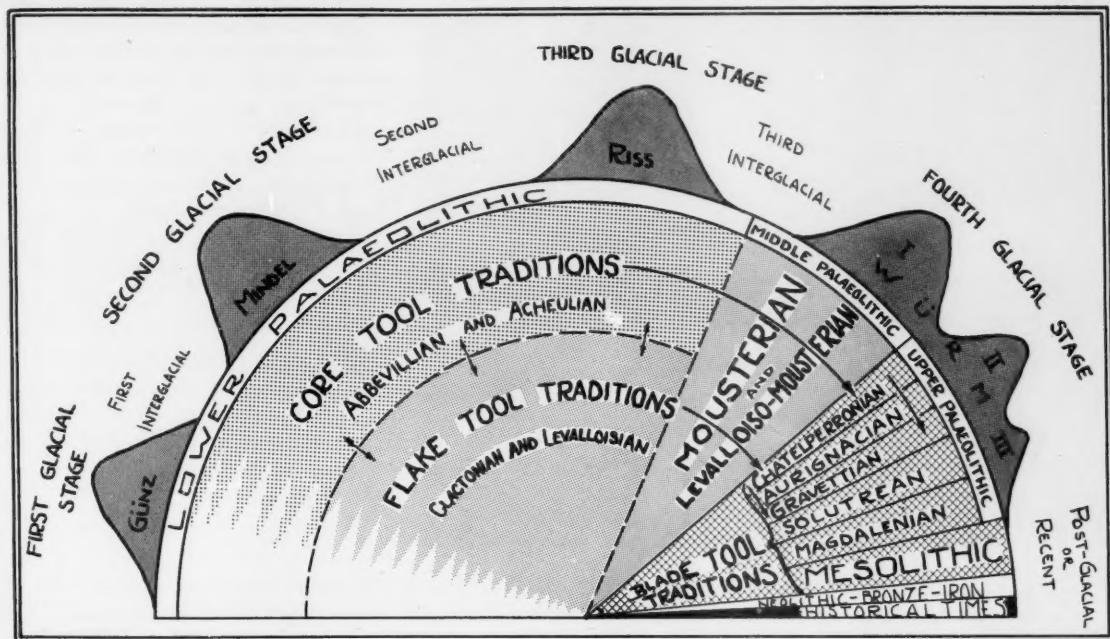 THIRD GLACIAL STAGE
SECOND GLACIAL STAGE
SECOND
INTERGLACIAL
THIRD
INTERGLACIAL
FOURTH GLACIAL STAGE
FIRST
INTERGLACIAL
FIRST GLACIAL
STAGE
POST-GLACIAL
OR
RECENT
GÜNZ
MINDEL
RISS
I
WÜRM
II
III
LOWER PALAEOLITHIC
MIDDLE PALAEOLITHIC
UPPER PALAEOLITHIC
CORE TOOL TRADITIONS
ABBEVILLIAN AND ACHEULIAN
FLAKE TOOL TRADITIONS
CLACTONIAN AND LEVALLOISIAN
MOUSTERIAN
AND
LEVALLOISO-MOUSTERIAN
CHATELPERRONIAN
AURIGNACIAN
GRAVETTIAN
SOLUTREAN
MAGDALENIAN
BLADE TOOL
TRADITIONS
MESOLITHIC
NEOLITHIC-BRONZE-IRON
HISTORICAL TIMES